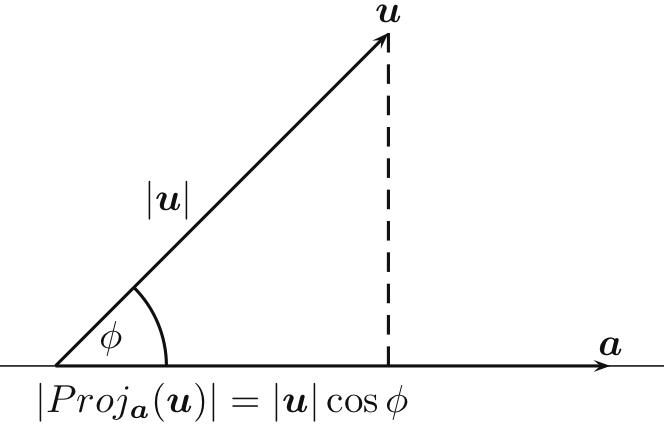 u
|u|
ϕ
a
|Proj_a(u)| = |u| cos ϕ